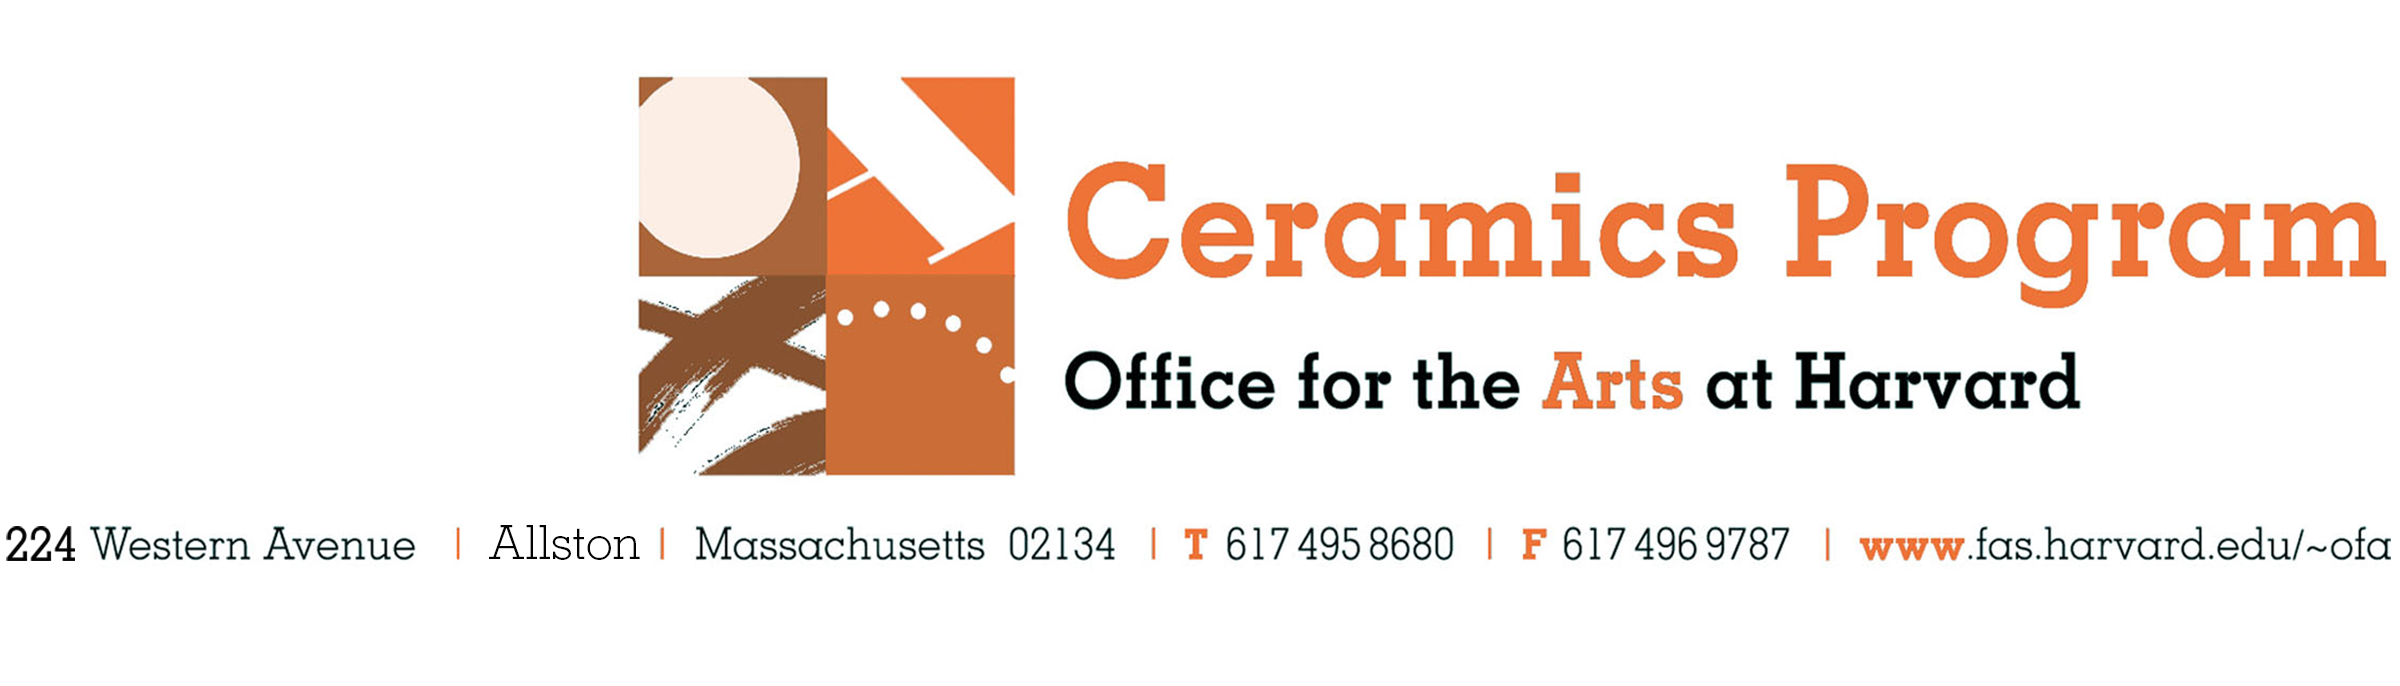 Ceramics Program
Office for the Arts at Harvard
224 Western Avenue | Allston | Massachusetts 02134 | T 617 495 8680 | F 617 496 9787 | www.fas.harvard.edu/~ofa